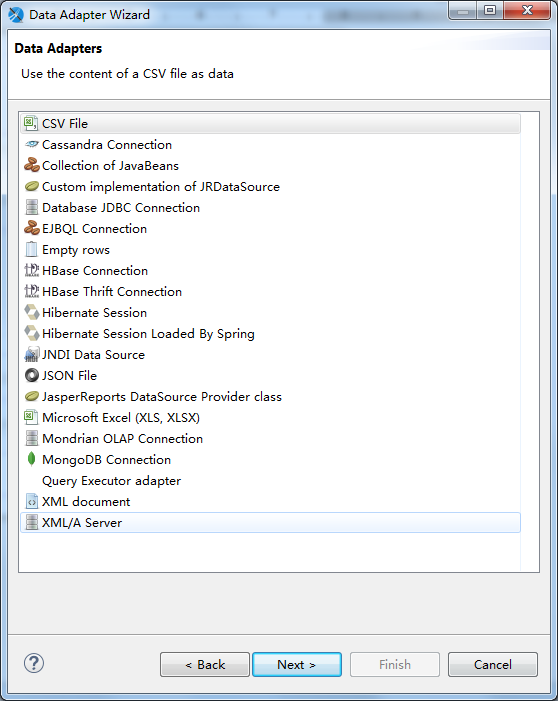 Data Adapter Wizard
Data Adapters
Use the content of a CSV file as data
CSV File
Cassandra Connection
Collection of JavaBeans
Custom implementation of JRDataSource
Database JDBC Connection
EJBQL Connection
Empty rows
HBase Connection
HBase Thrift Connection
Hibernate Session
Hibernate Session Loaded By Spring
JNDI Data Source
JSON File
JasperReports DataSource Provider class
Microsoft Excel (XLS, XLSX)
Mondrian OLAP Connection
MongoDB Connection
Query Executor adapter
XML document
XML/A Server
? < Back Next > Finish Cancel